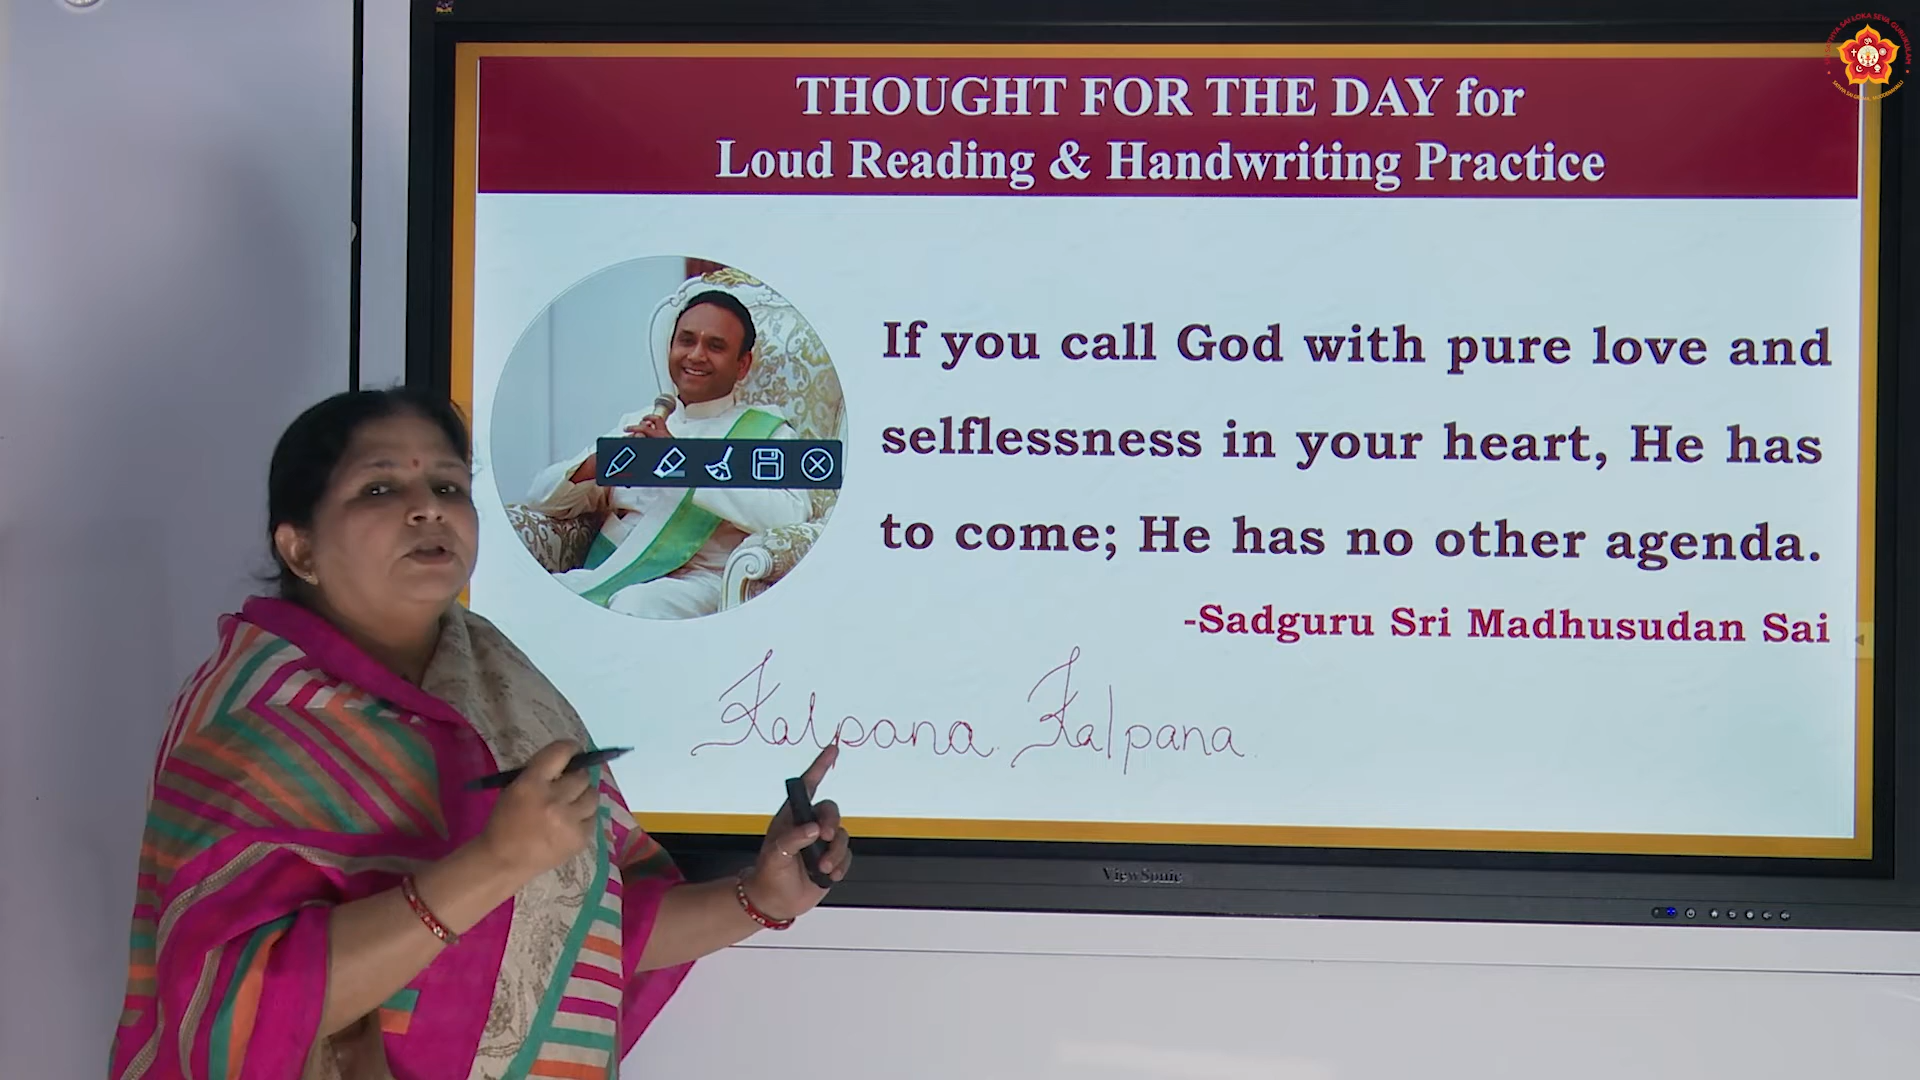 THOUGHT FOR THE DAY for
Loud Reading & Handwriting Practice
If you call God with pure love and
selflessness in your heart, He has
to come; He has no other agenda.
-Sadguru Sri Madhusudan Sai
Kalpana Kalpana
ViewSonic